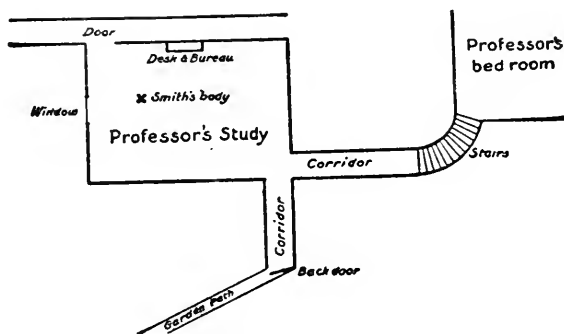 Door
Professor's
bed room
Desk & Bureau
Smith's body
Window
Professor's Study
Corridor
Stairs
Corridor
Back door
Garden Path